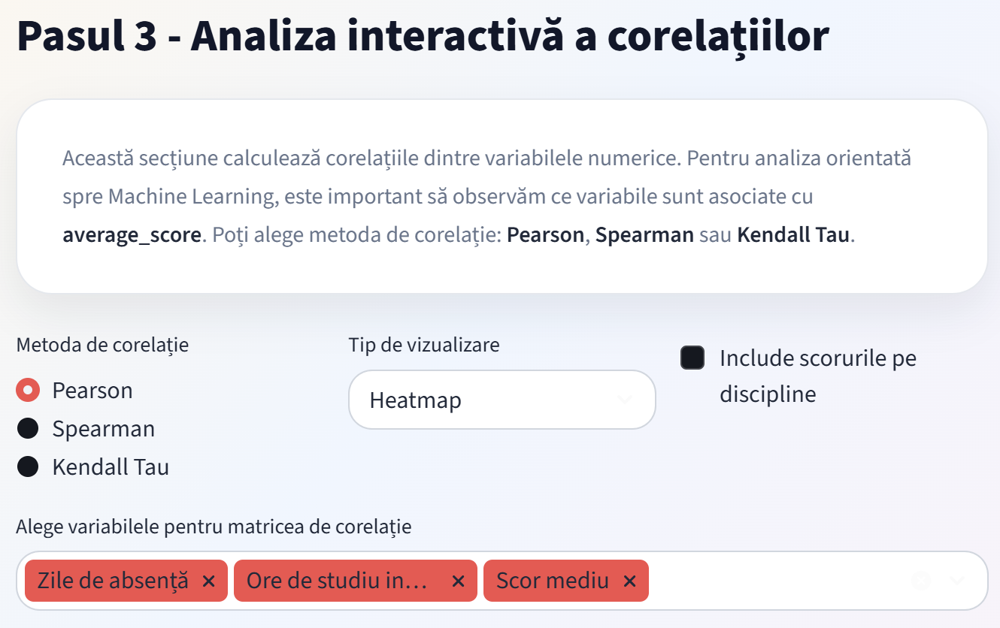 Pasul 3 - Analiza interactivă a corelațiilor
Această secțiune calculează corelațiile dintre variabilele numerice. Pentru analiza orientată
spre Machine Learning, este important să observăm ce variabile sunt asociate cu
average_score. Poți alege metoda de corelație: Pearson, Spearman sau Kendall Tau.
Metoda de corelație
Pearson
Spearman
Kendall Tau
Tip de vizualizare
Heatmap
Include scorurile pe
discipline
Alege variabilele pentru matricea de corelație
Zile de absență × Ore de studiu in… × Scor mediu ×